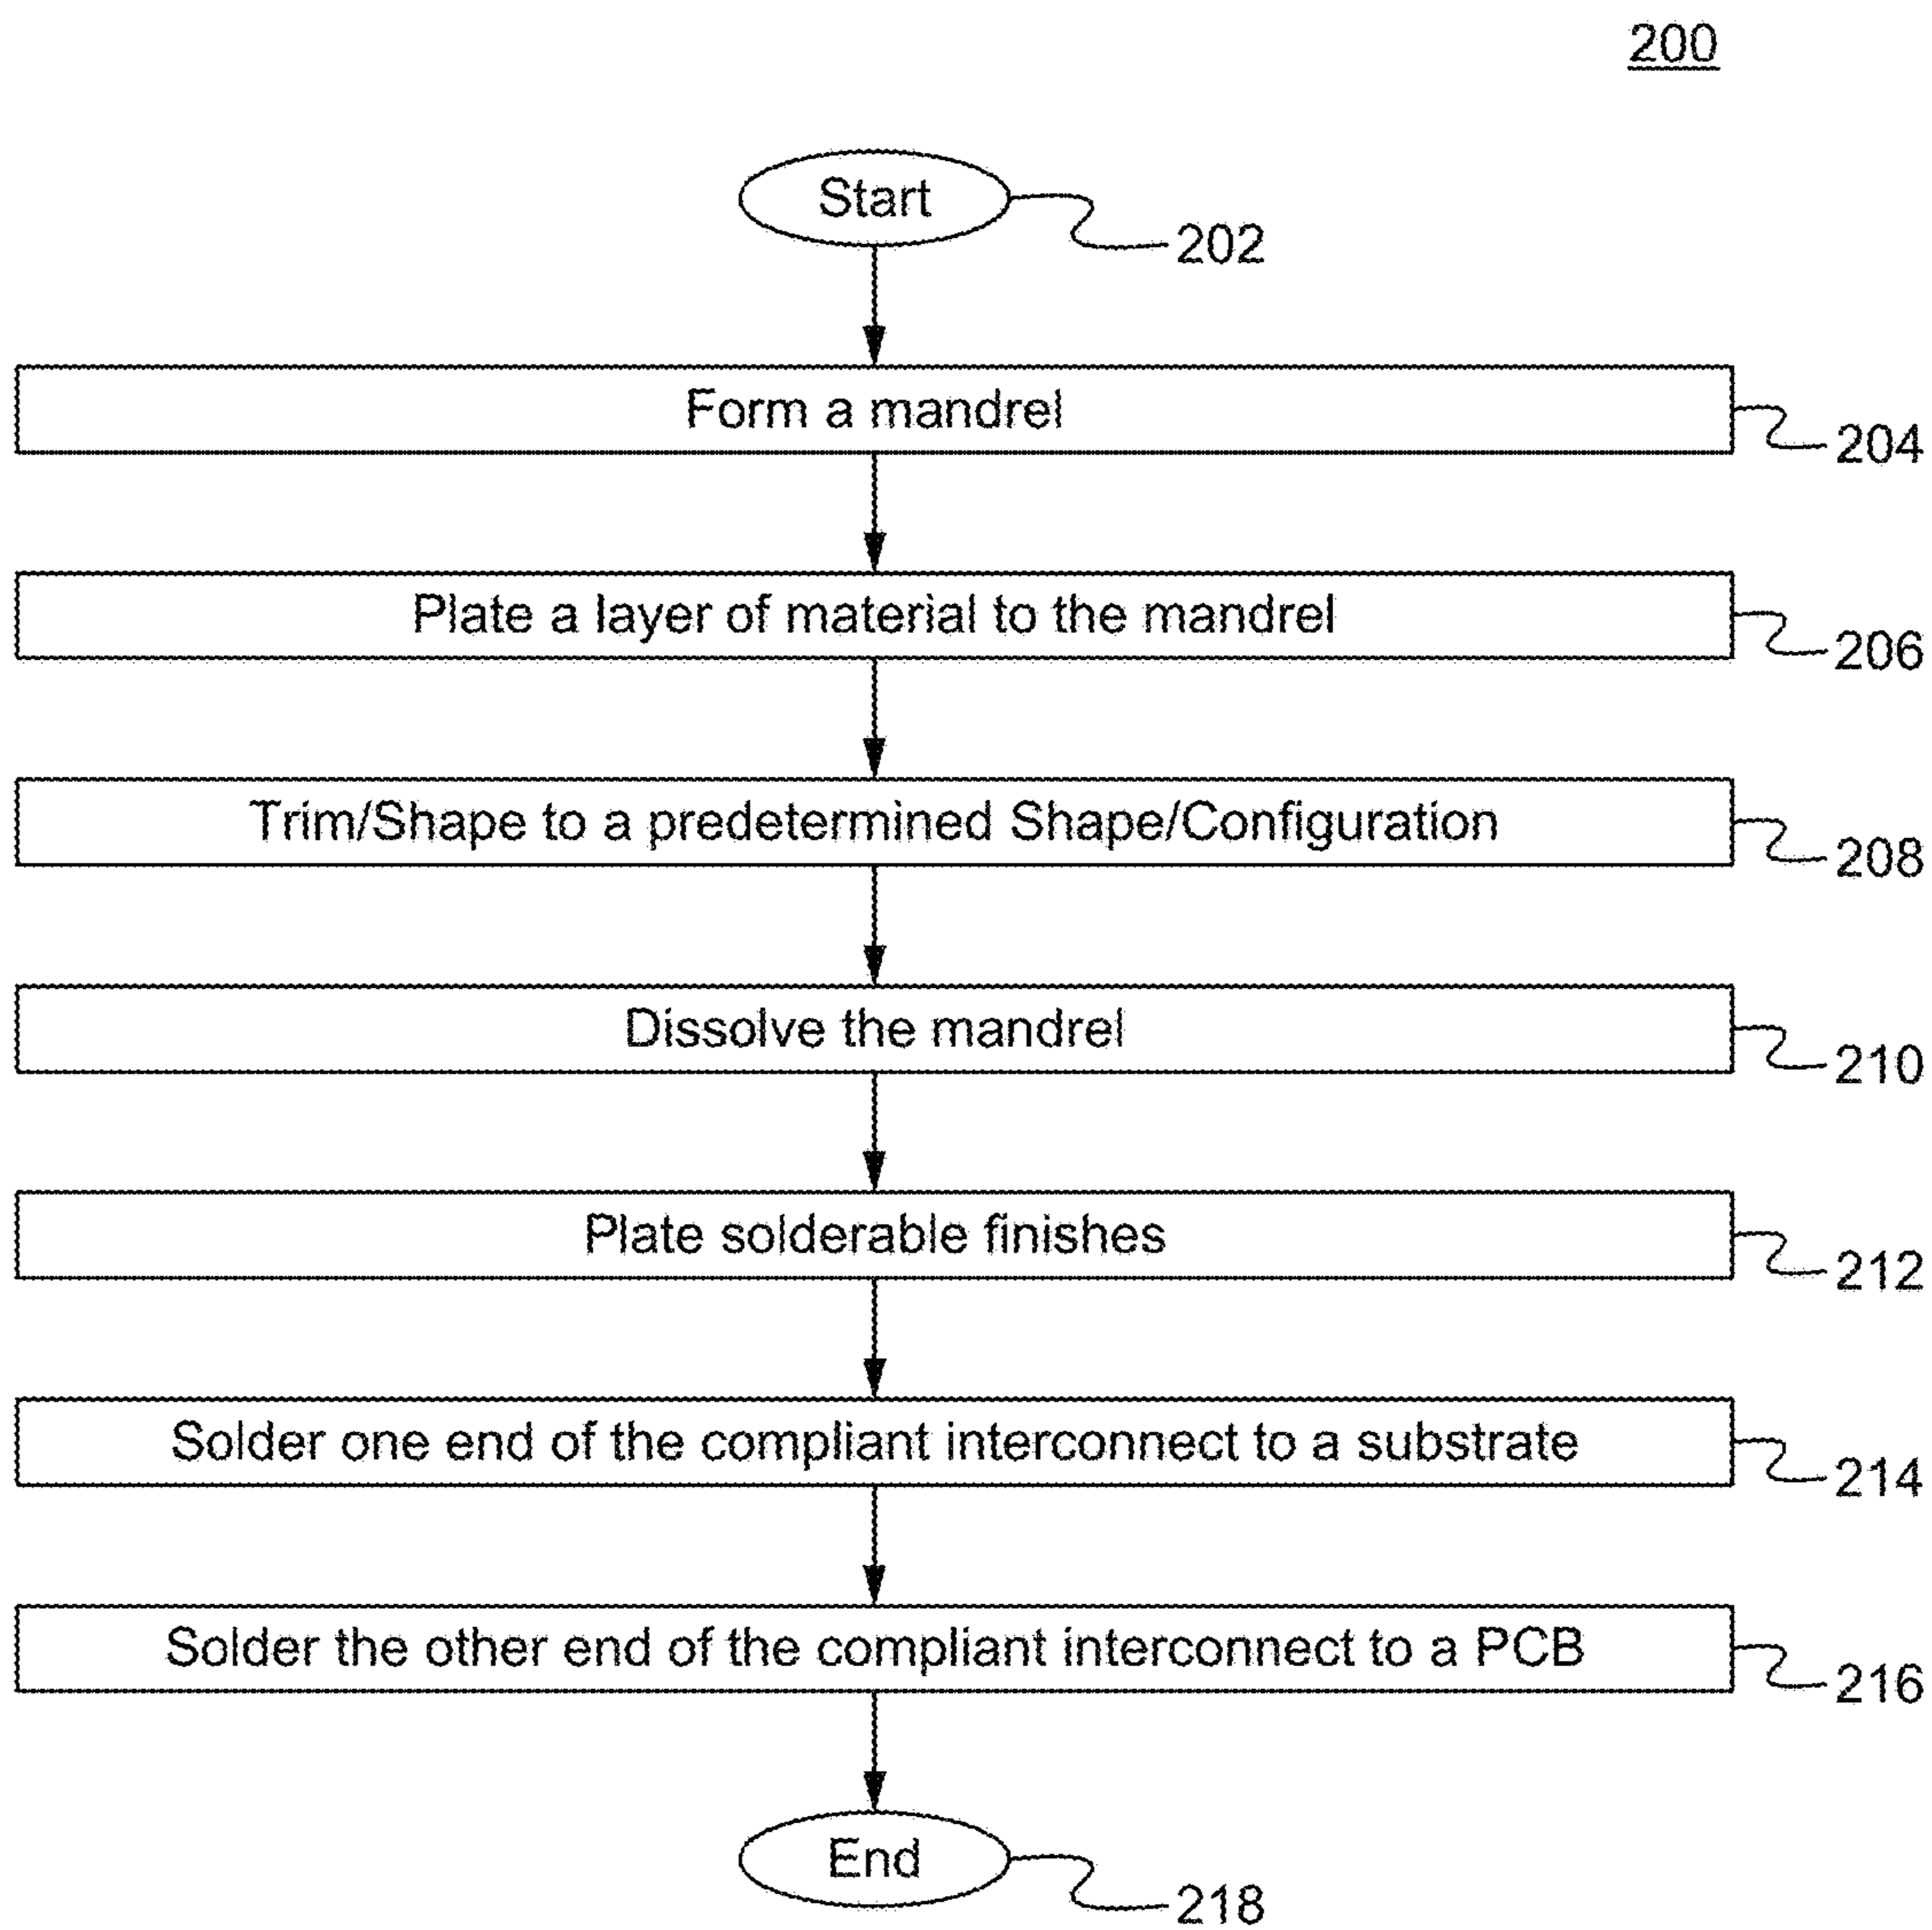 200
Start
202
Form a mandrel
204
Plate a layer of material to the mandrel
206
Trim/Shape to a predetermined Shape/Configuration
208
Dissolve the mandrel
210
Plate solderable finishes
212
Solder one end of the compliant interconnect to a substrate
214
Solder the other end of the compliant interconnect to a PCB
216
End
218